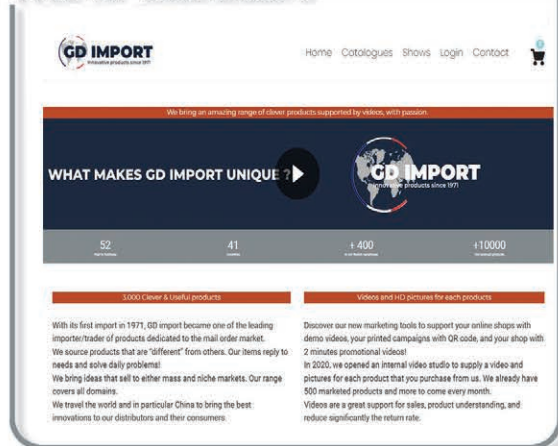 GD IMPORT
Innovative products since 1971
Home Cotologues Shows Login Contact
We bring an amazing range of clever products supported by videos, with passion.
WHAT MAKES GD IMPORT UNIQUE ?
GD IMPORT
Innovative products since 1971
52 41 + 400 +10000
3.000 Clever & Useful products
With its first import in 1971, GD import became one of the leading
importer/trader of products dedicated to the mail order market.
We source products that are "different" from others. Our items reply to
needs and solve daily problems!
We bring ideas that sell to either mass and niche markets. Our range
covers all domains.
We travel the world and in particular China to bring the best
innovations to our distributors and their consumers.
Videos and HD pictures for each products
Discover our new marketing tools to support your online shops with
demo videos, your printed campaigns with QR code, and your shop with
2 minutes promotional videos!
In 2020, we opened an internal video studio to supply a video and
pictures for each product that you purchase from us. We already have
500 marketed products and more to come every month.
Videos are a great support for sales, product understanding, and
reduce significantly the return rate.